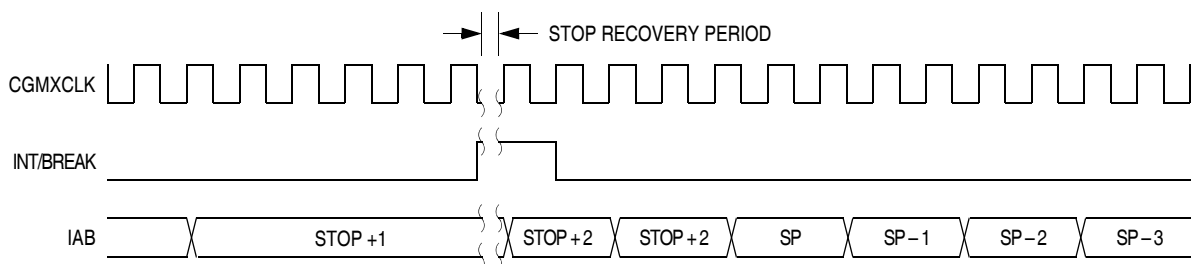 STOP RECOVERY PERIOD
CGMXCLK
INT/BREAK
IAB
STOP +1
STOP + 2
STOP + 2
SP
SP – 1
SP – 2
SP – 3